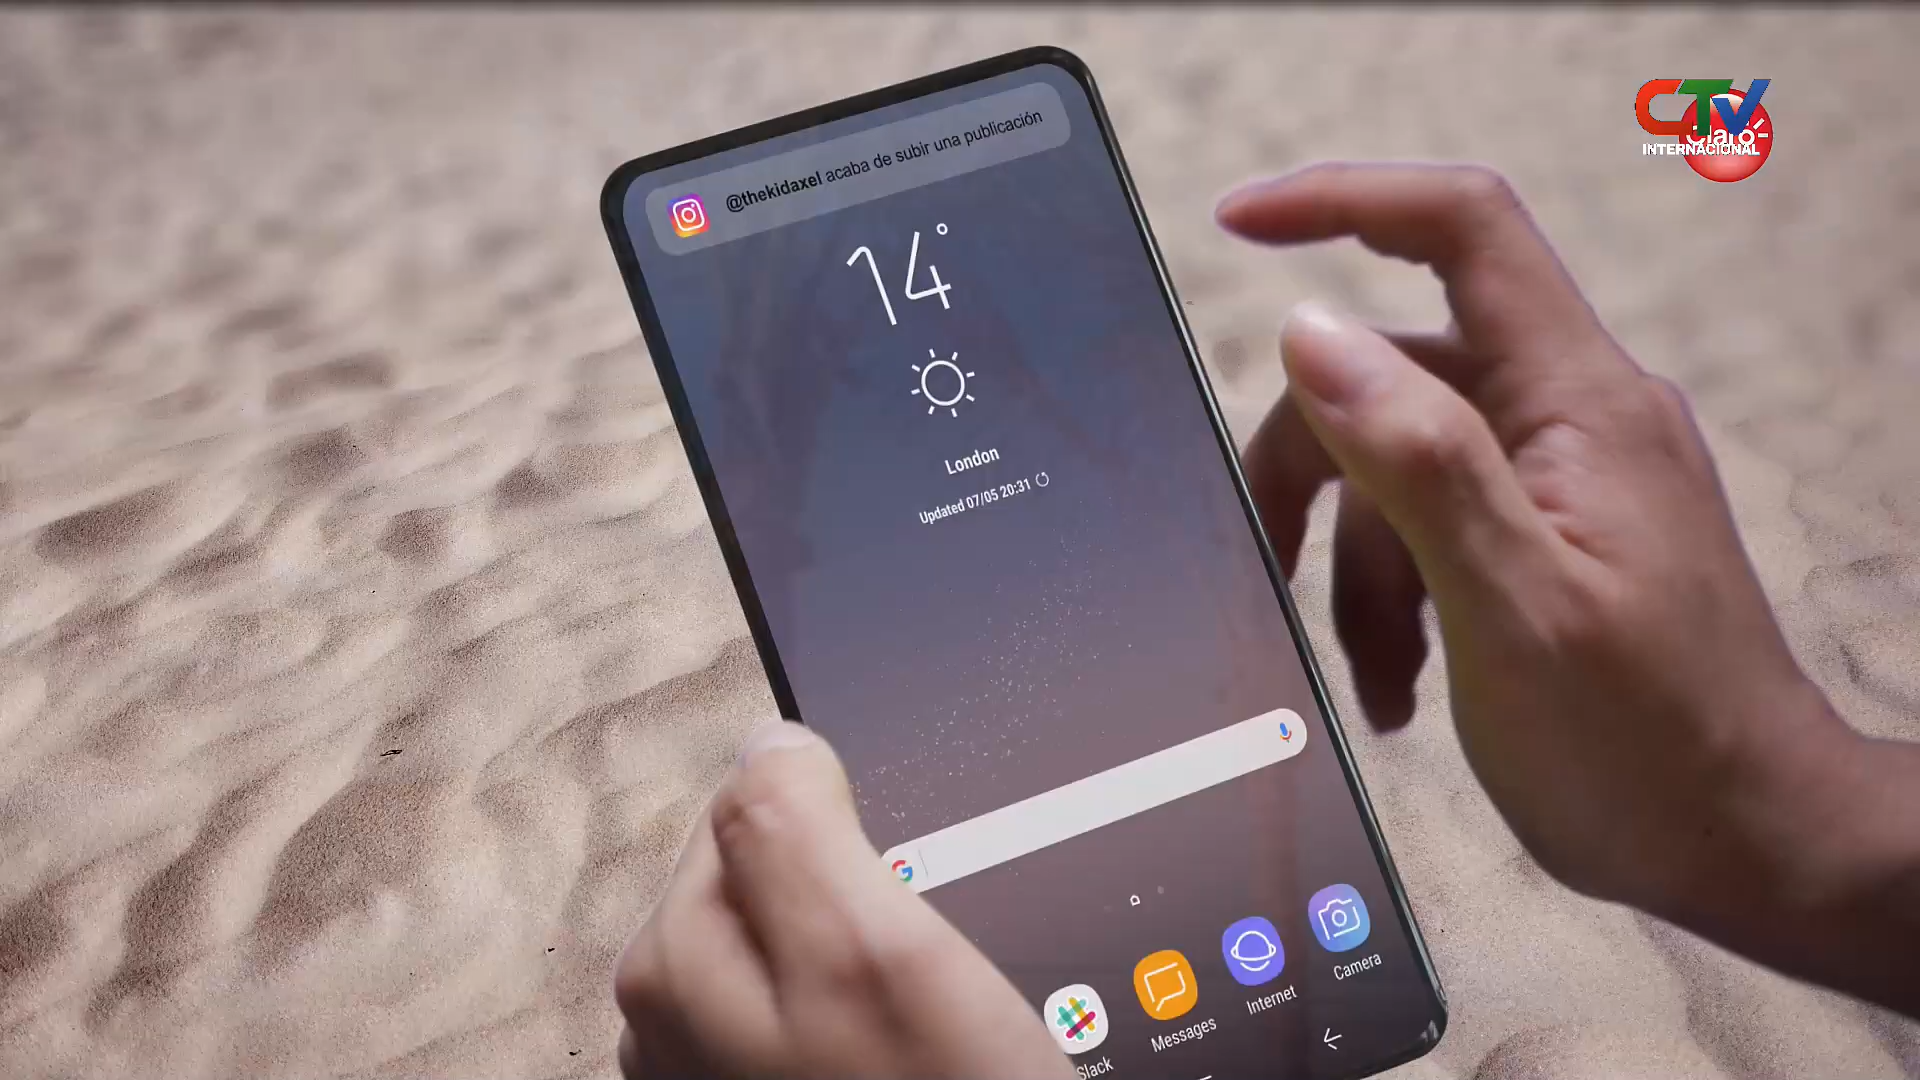 CTV
Claro-
INTERNACIONAL
@thekidaxel acaba de subir una publicación
14°
London
Updated 07/05 20:31
G
Slack
Messages
Internet
Camera